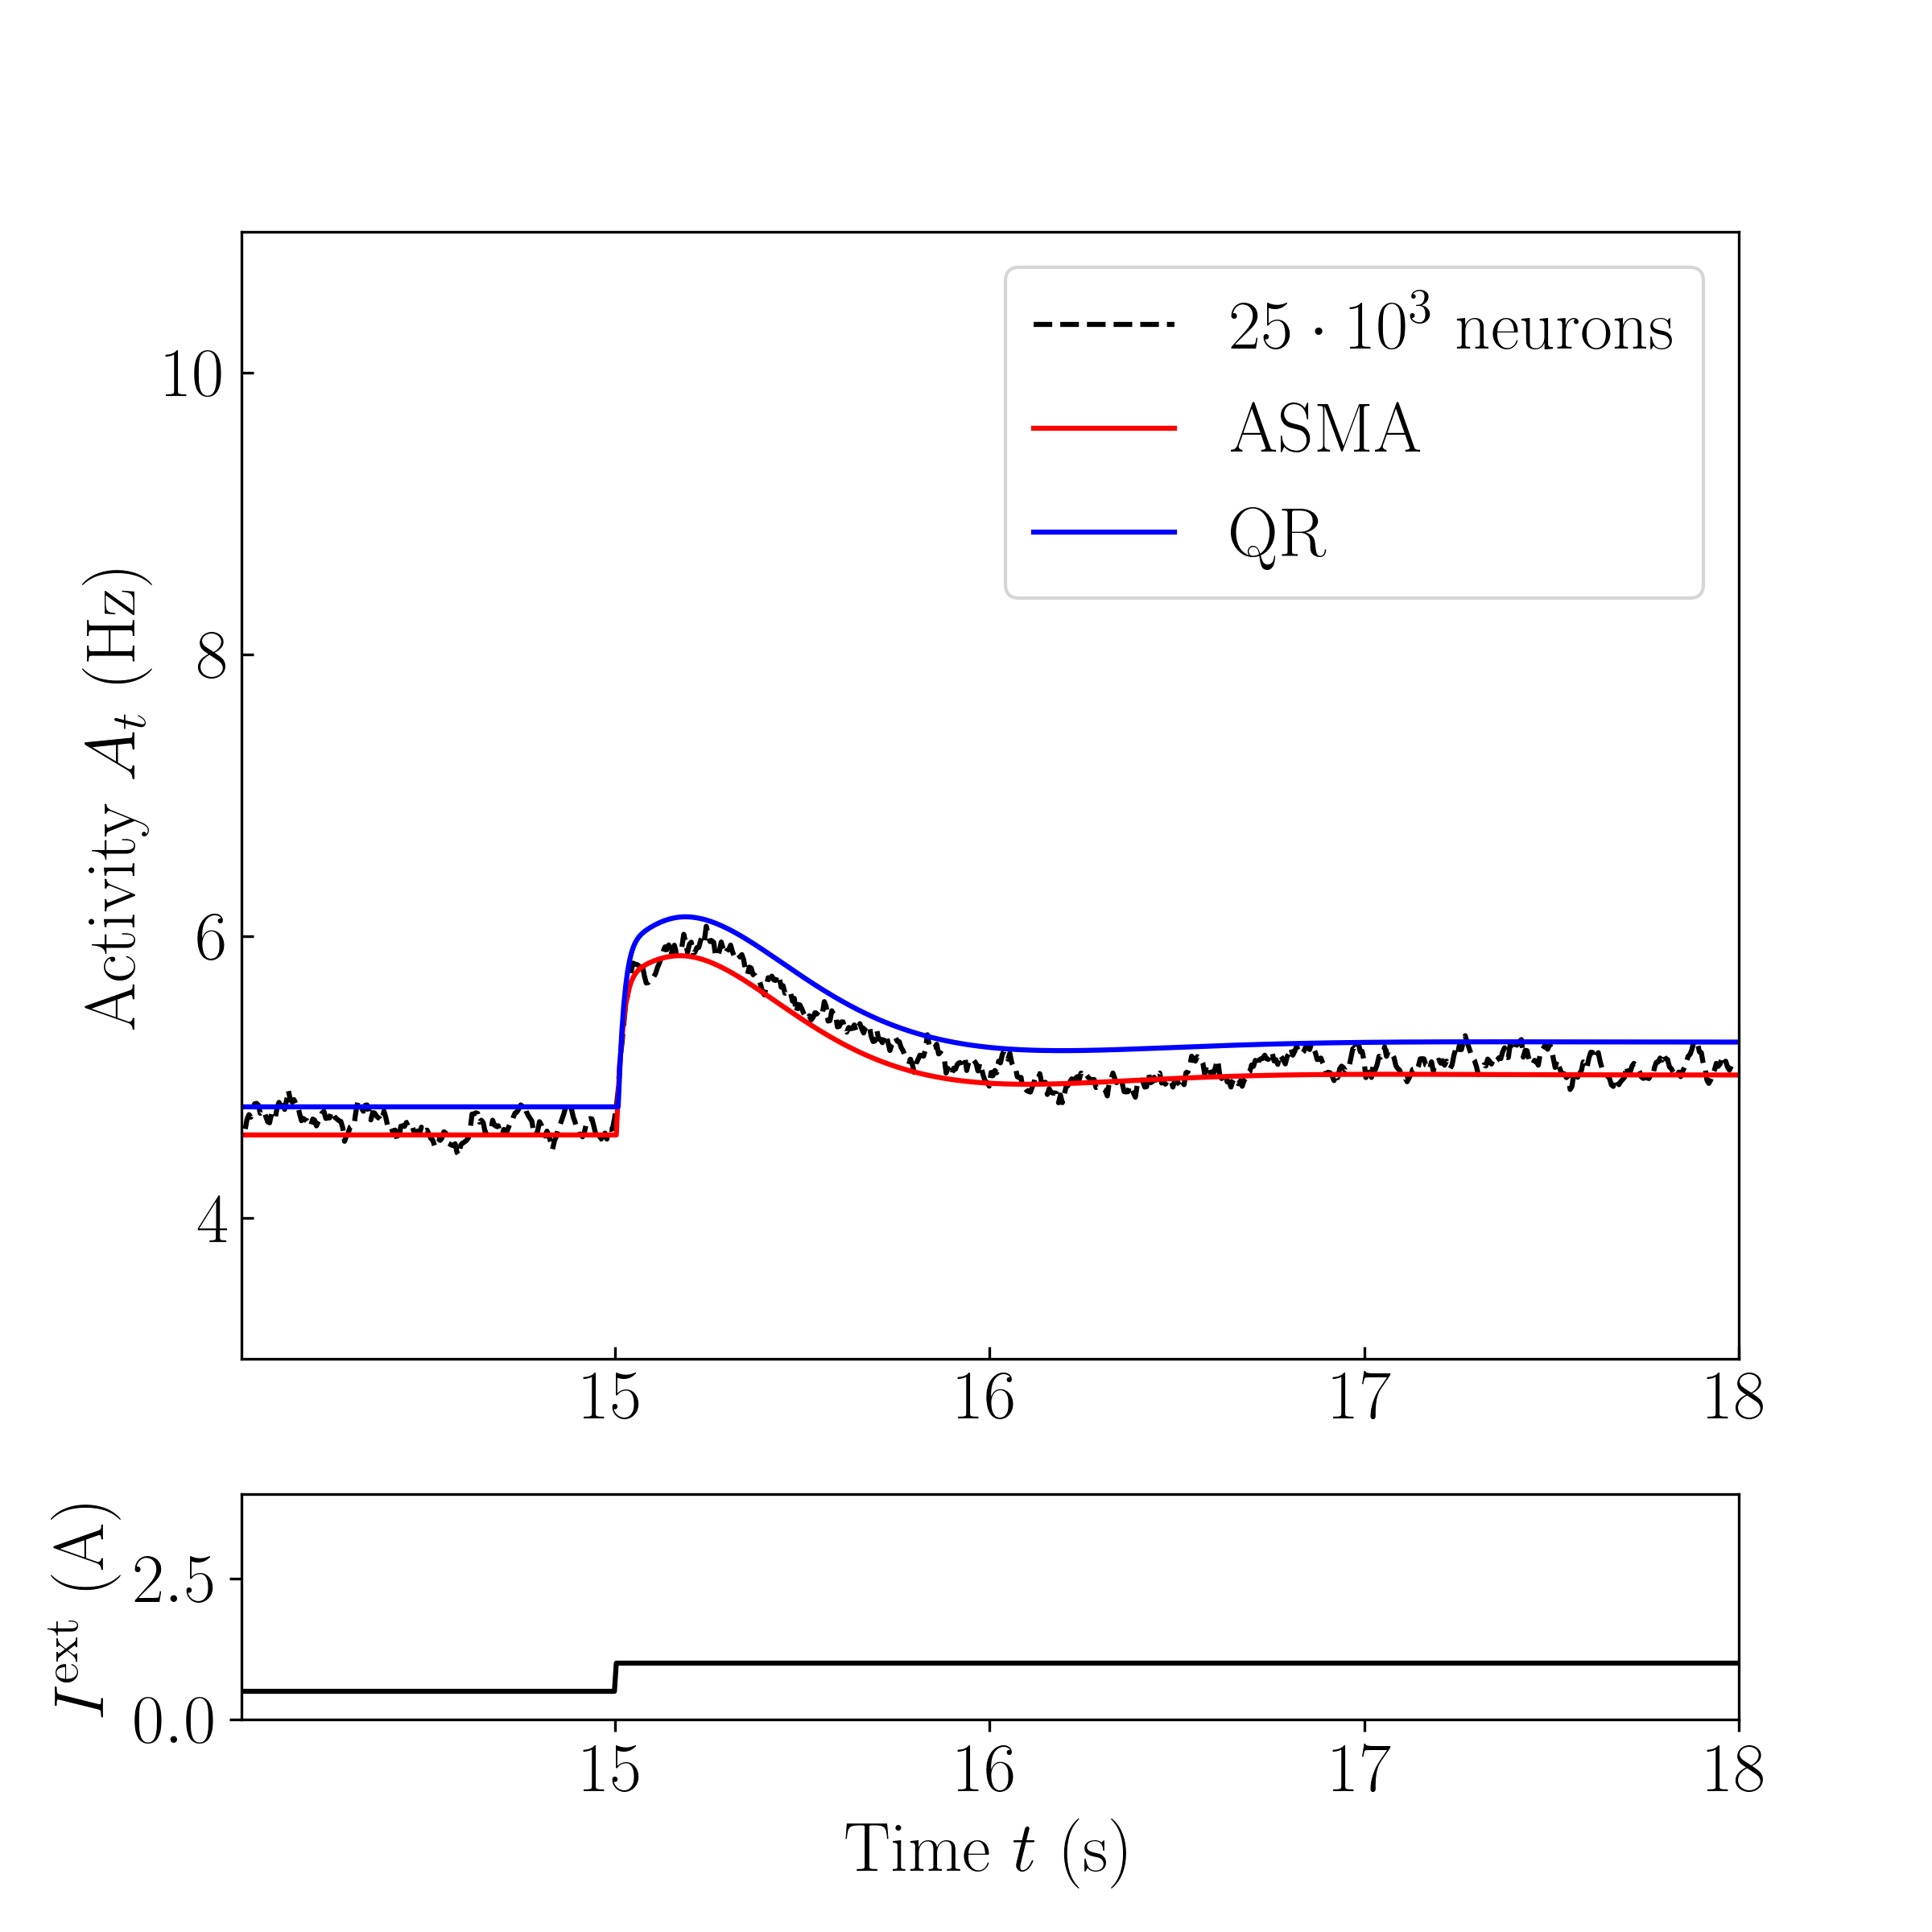 25 · 10³ neurons
ASMA
QR
Activity A_t (Hz)
10
8
6
4
15 16 17 18
I^ext (A)
2.5
0.0
15 16 17 18
Time t (s)